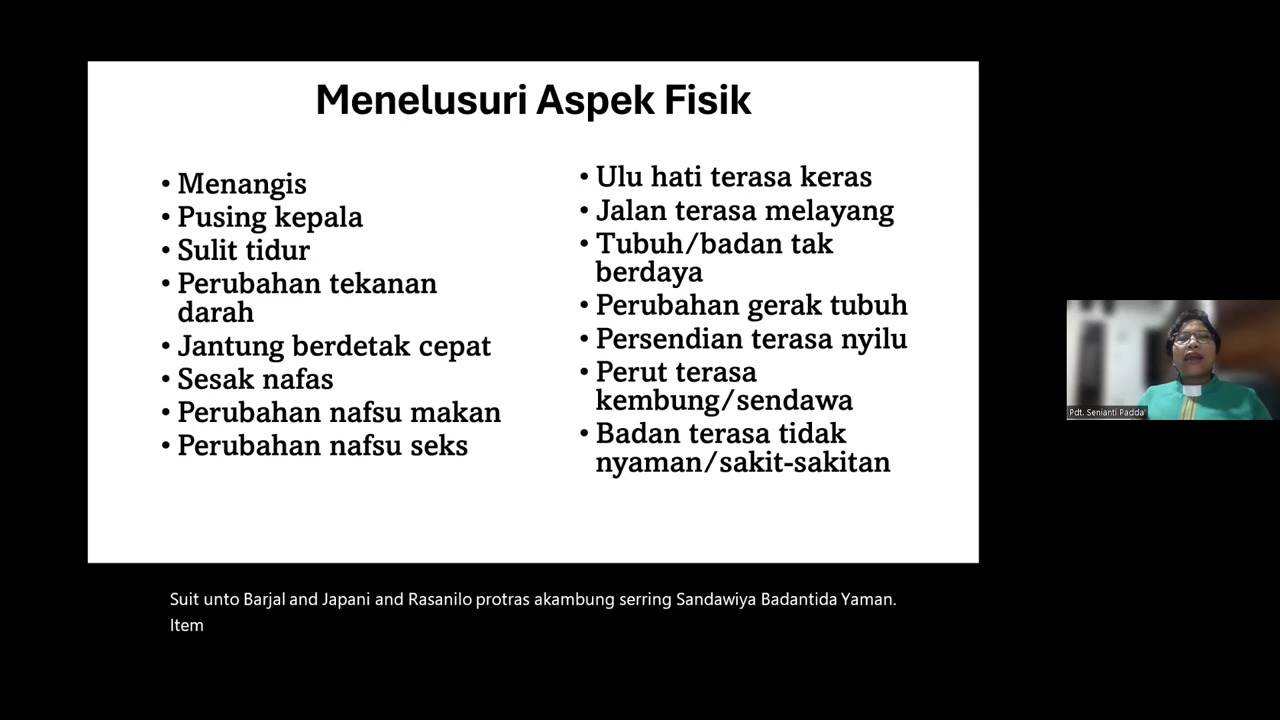 Menelusuri Aspek Fisik
• Menangis
• Pusing kepala
• Sulit tidur
• Perubahan tekanan
darah
• Jantung berdetak cepat
• Sesak nafas
• Perubahan nafsu makan
• Perubahan nafsu seks
• Ulu hati terasa keras
• Jalan terasa melayang
• Tubuh/badan tak
berdaya
• Perubahan gerak tubuh
• Persendian terasa nyilu
• Perut terasa
kembung/sendawa
• Badan terasa tidak
nyaman/sakit-sakitan
Pdt. Senianti Padda'
Suit unto Barjal and Japani and Rasanilo protras akambung serring Sandawiya Badantida Yaman.
Item